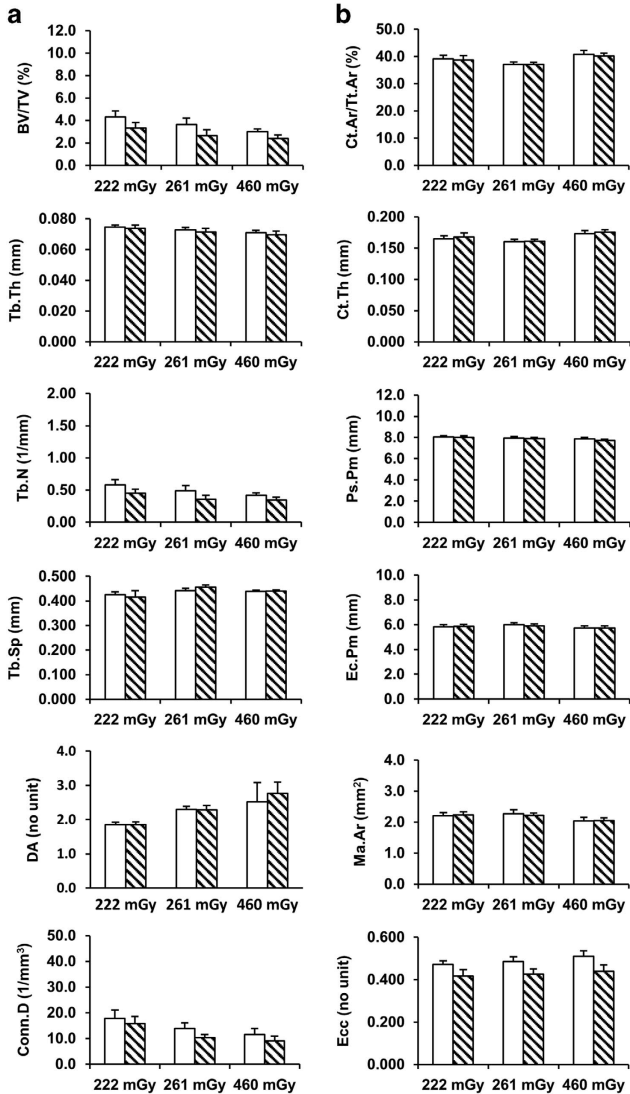 a
BV/TV (%)
12.0
10.0
8.0
6.0
4.0
2.0
0.0
222 mGy 261 mGy 460 mGy
Tb.Th (mm)
0.080
0.060
0.040
0.020
0.000
222 mGy 261 mGy 460 mGy
Tb.N (1/mm)
2.00
1.50
1.00
0.50
0.00
222 mGy 261 mGy 460 mGy
Tb.Sp (mm)
0.500
0.400
0.300
0.200
0.100
0.000
222 mGy 261 mGy 460 mGy
DA (no unit)
4.0
3.0
2.0
1.0
0.0
222 mGy 261 mGy 460 mGy
Conn.D (1/mm³)
50.0
40.0
30.0
20.0
10.0
0.0
222 mGy 261 mGy 460 mGy
b
Ct.Ar/Tt.Ar (%)
50.0
40.0
30.0
20.0
10.0
0.0
222 mGy 261 mGy 460 mGy
Ct.Th (mm)
0.200
0.150
0.100
0.050
0.000
222 mGy 261 mGy 460 mGy
Ps.Pm (mm)
12.0
10.0
8.0
6.0
4.0
2.0
0.0
222 mGy 261 mGy 460 mGy
Ec.Pm (mm)
10.0
8.0
6.0
4.0
2.0
0.0
222 mGy 261 mGy 460 mGy
Ma.Ar (mm²)
4.0
3.0
2.0
1.0
0.0
222 mGy 261 mGy 460 mGy
Ecc (no unit)
0.600
0.400
0.200
0.000
222 mGy 261 mGy 460 mGy